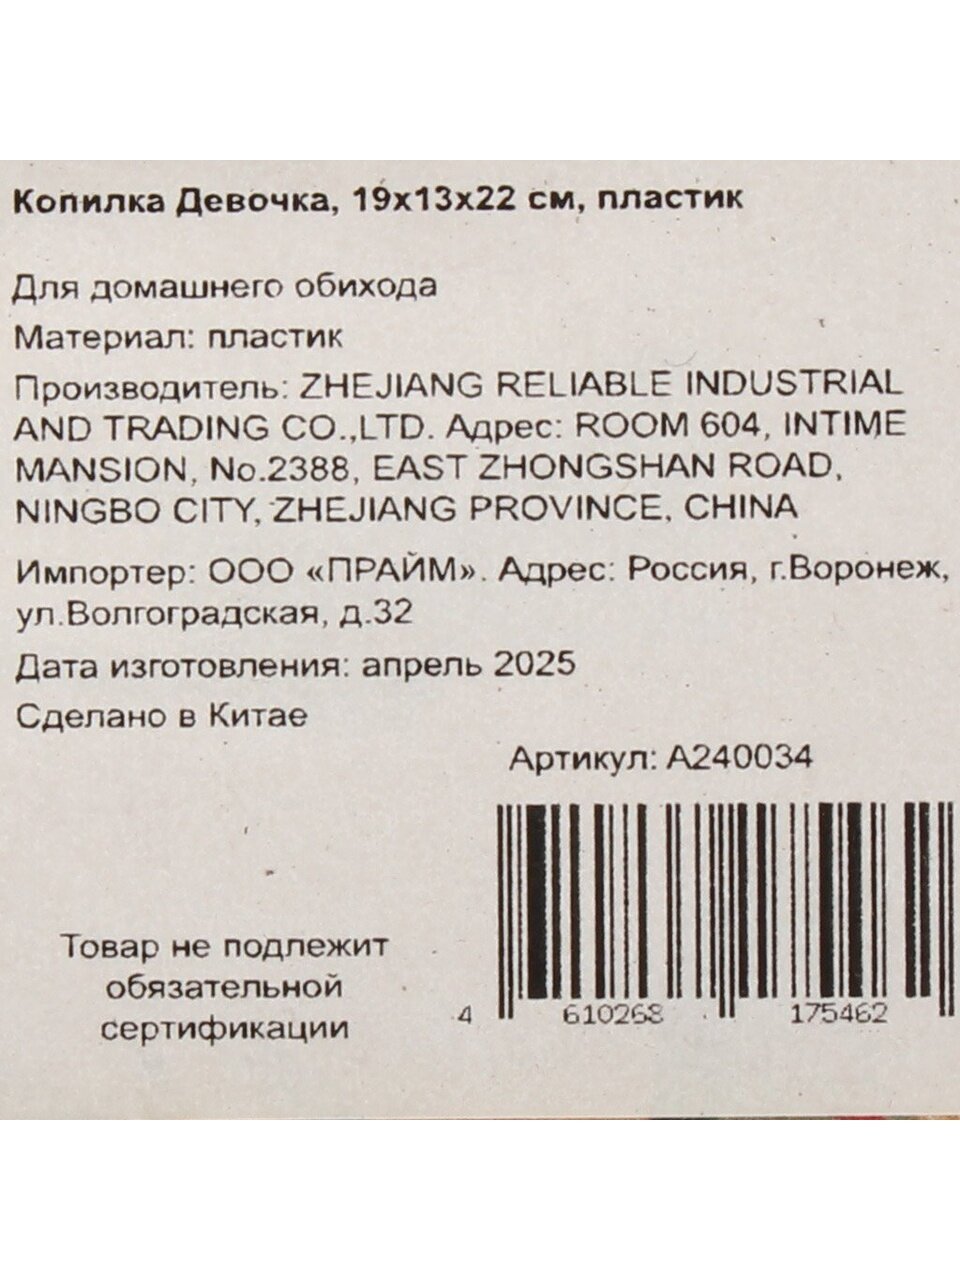 Копилка Девочка, 19х13х22 см, пластик
Для домашнего обихода
Материал: пластик
Производитель: ZHEJIANG RELIABLE INDUSTRIAL
AND TRADING CO.,LTD. Адрес: ROOM 604, INTIME
MANSION, No.2388, EAST ZHONGSHAN ROAD,
NINGBO CITY, ZHEJIANG PROVINCE, CHINA
Импортер: ООО «ПРАЙМ». Адрес: Россия, г.Воронеж,
ул.Волгоградская, д.32
Дата изготовления: апрель 2025
Сделано в Китае
Артикул: А240034
Товар не подлежит
обязательной
сертификации
4 610268 175462